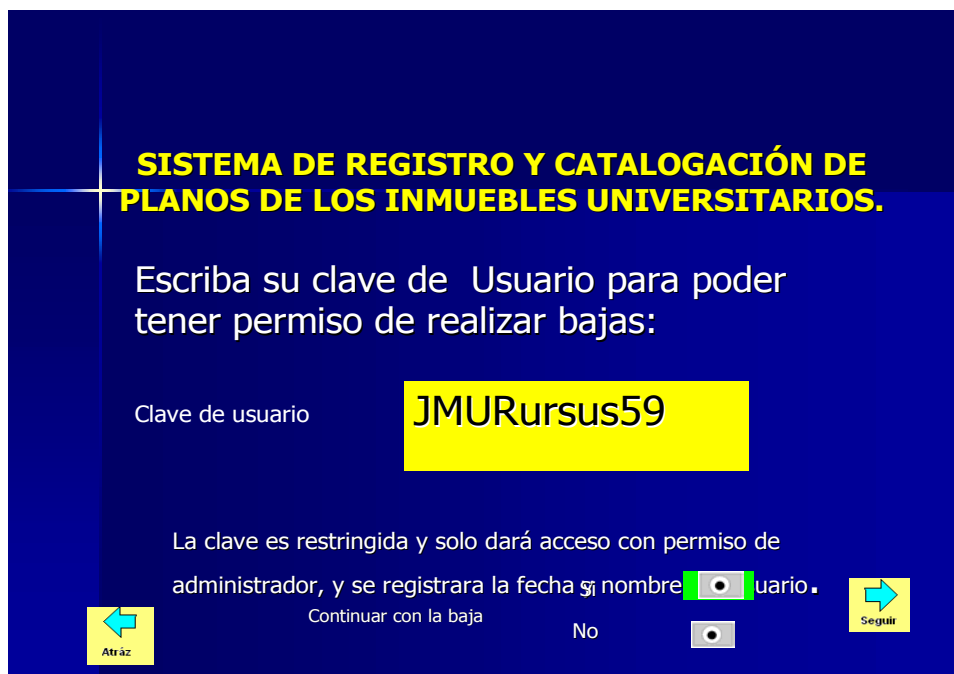 SISTEMA DE REGISTRO Y CATALOGACIÓN DE
PLANOS DE LOS INMUEBLES UNIVERSITARIOS.
Escriba su clave de Usuario para poder
tener permiso de realizar bajas:
Clave de usuario
JMURursus59
La clave es restringida y solo dará acceso con permiso de
administrador, y se registrara la fecha y nombre uario.
Si
Continuar con la baja
No
Atráz
Seguir